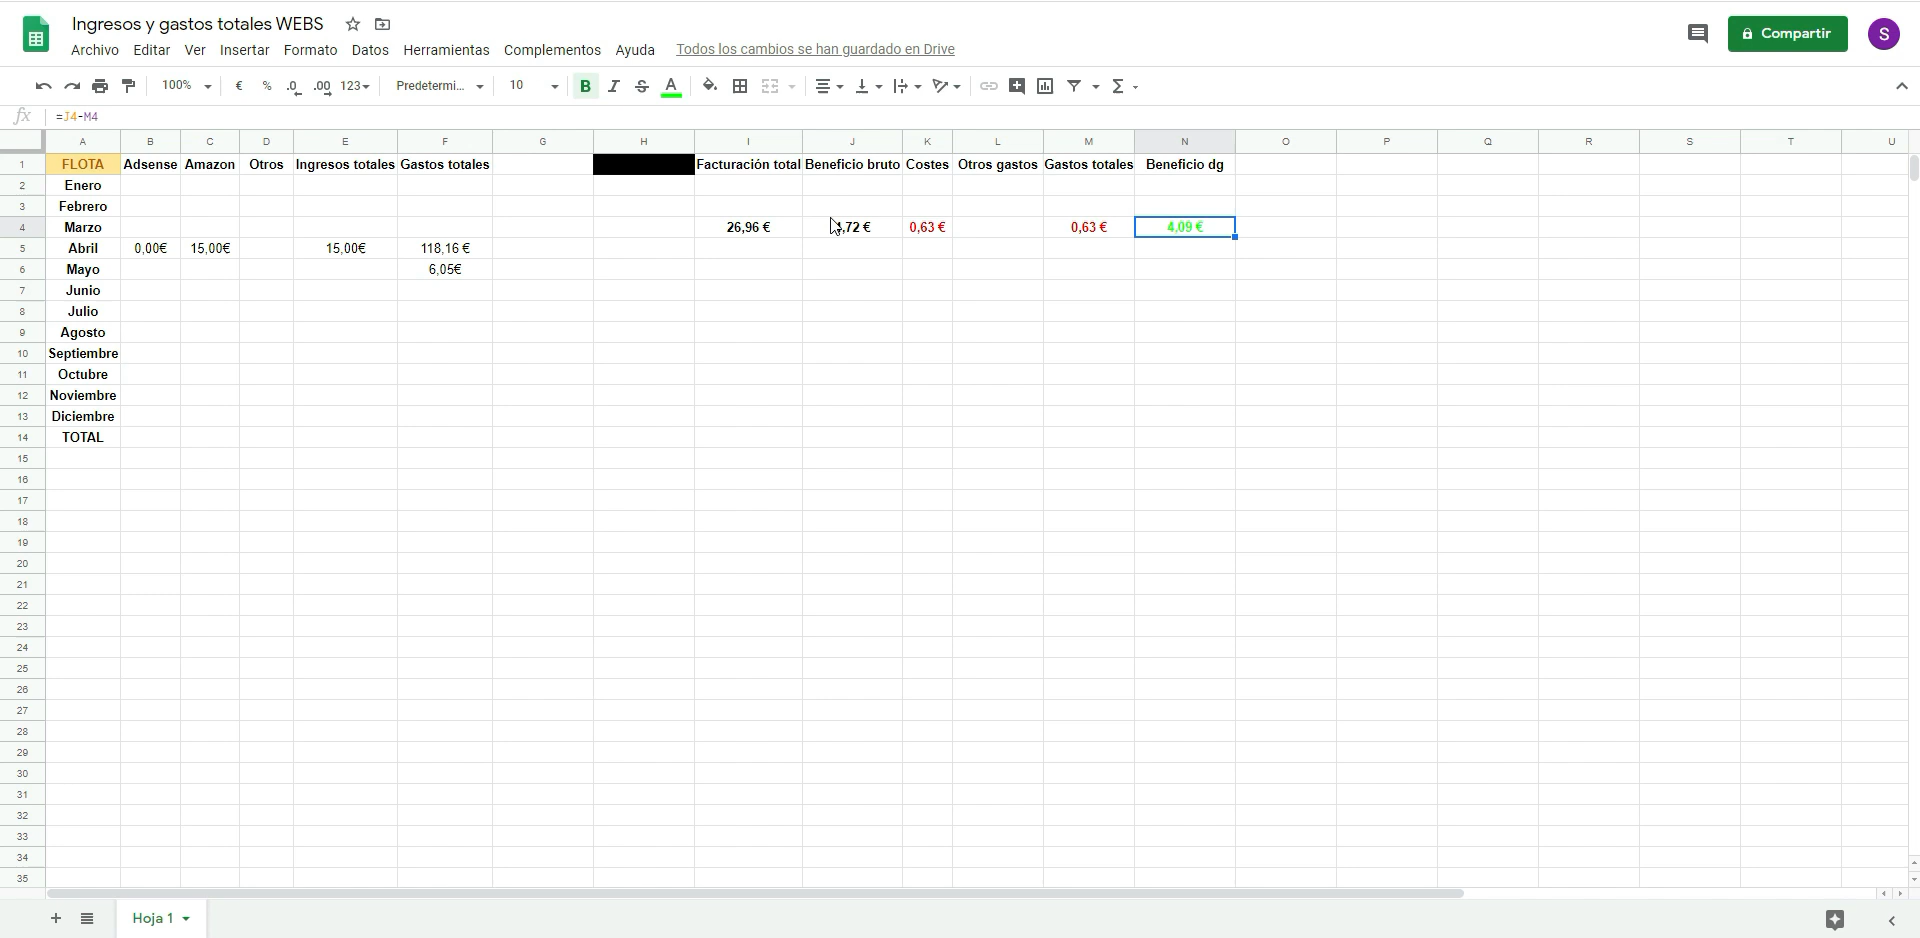 Ingresos y gastos totales WEBS
Archivo Editar Ver Insertar Formato Datos Herramientas Complementos Ayuda Todos los cambios se han guardado en Drive
Compartir
S
100% € % .0 .00 123 Predetermi... 10 B I S A Σ
fx =J4-M4
A B C D E F G H I J K L M N O P Q R S T U
1 FLOTA Adsense Amazon Otros Ingresos totales Gastos totales Facturación total Beneficio bruto Costes Otros gastos Gastos totales Beneficio dg
2 Enero
3 Febrero
4 Marzo 26,96 € ,72 € 0,63 € 0,63 € 4,09 €
5 Abril 0,00€ 15,00€ 15,00€ 118,16 €
6 Mayo 6,05€
7 Junio
8 Julio
9 Agosto
10 Septiembre
11 Octubre
12 Noviembre
13 Diciembre
14 TOTAL
15
16
17
18
19
20
21
22
23
24
25
26
27
28
29
30
31
32
33
34
35
Hoja 1